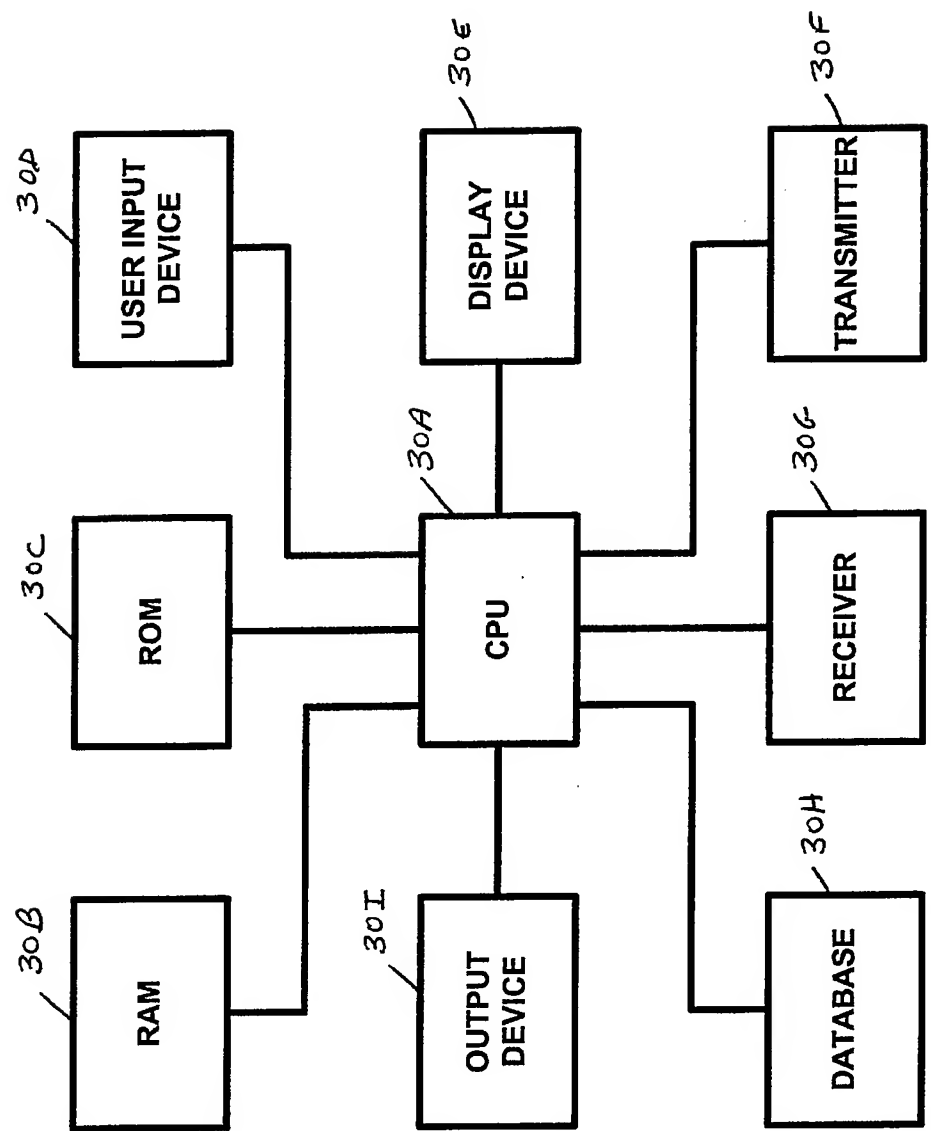 30B
RAM
30C
ROM
30D
USER INPUT
DEVICE
30I
OUTPUT
DEVICE
30A
CPU
30E
DISPLAY
DEVICE
30H
DATABASE
30G
RECEIVER
30F
TRANSMITTER